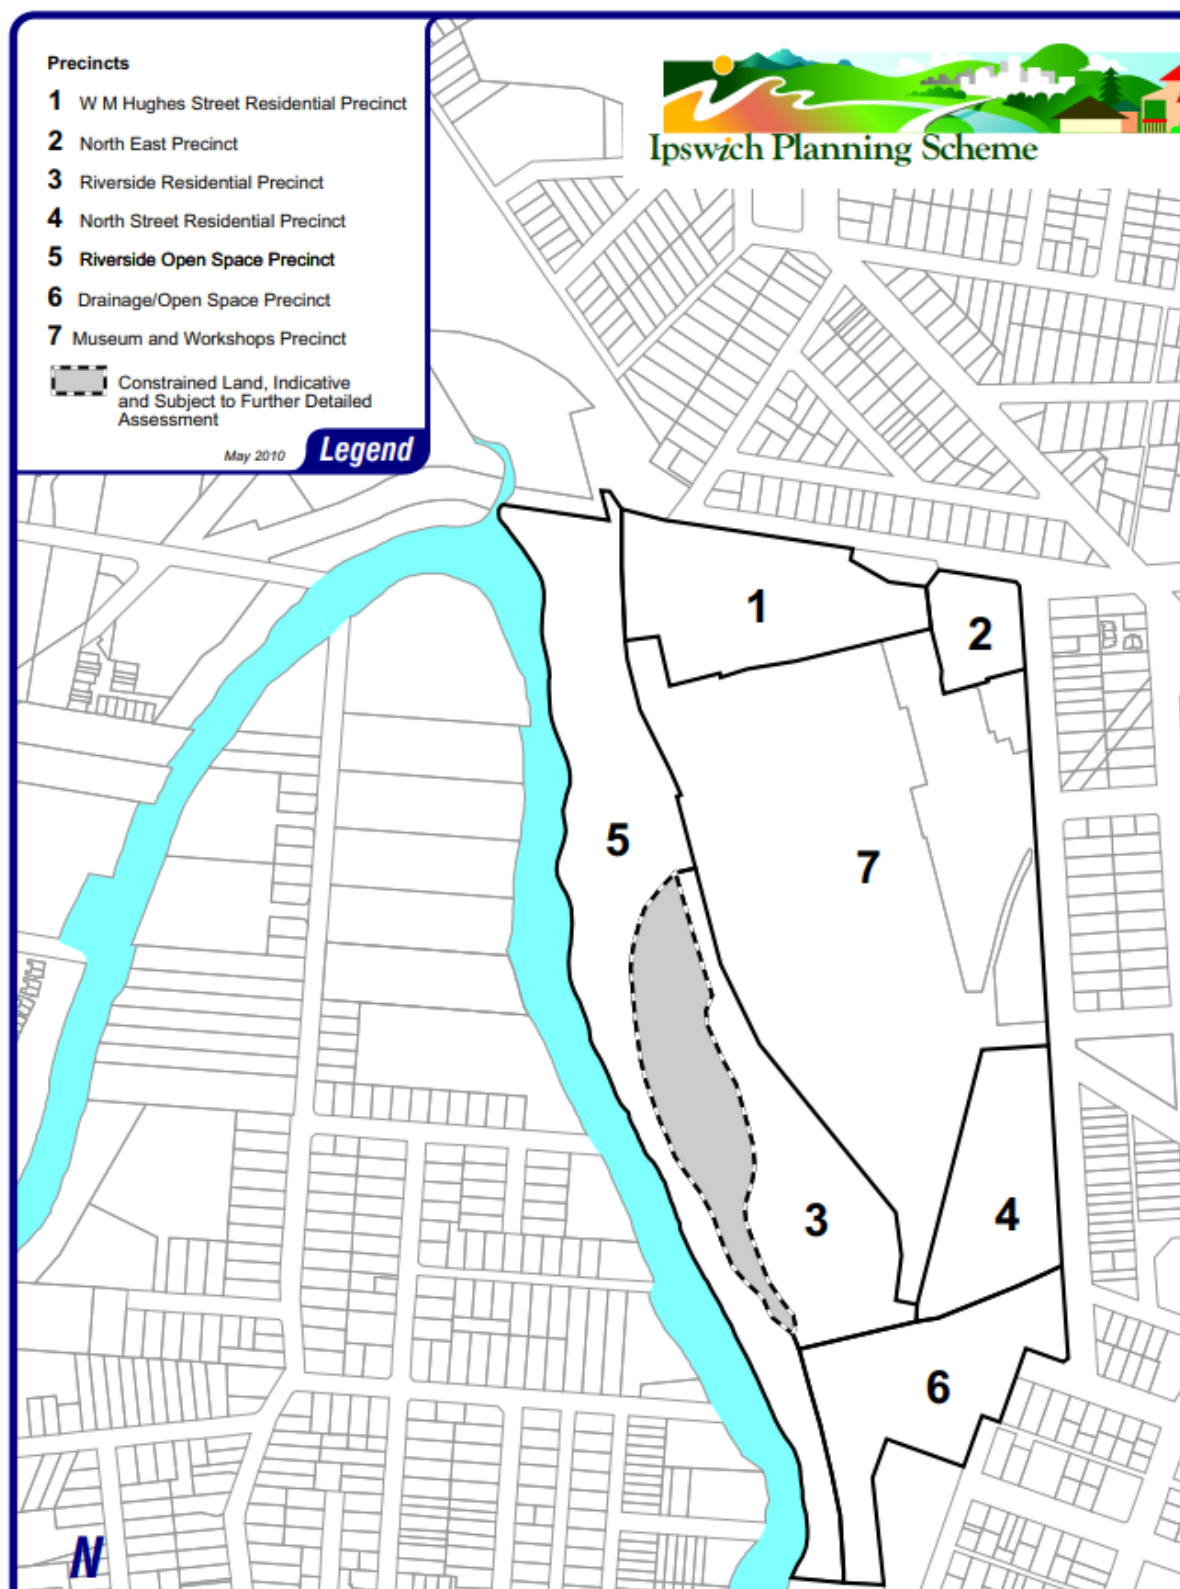 Precincts
1 W M Hughes Street Residential Precinct
2 North East Precinct
3 Riverside Residential Precinct
4 North Street Residential Precinct
5 Riverside Open Space Precinct
6 Drainage/Open Space Precinct
7 Museum and Workshops Precinct
Constrained Land, Indicative
and Subject to Further Detailed
Assessment
May 2010
Legend
Ipswich Planning Scheme
1
2
5
7
3
4
6
N